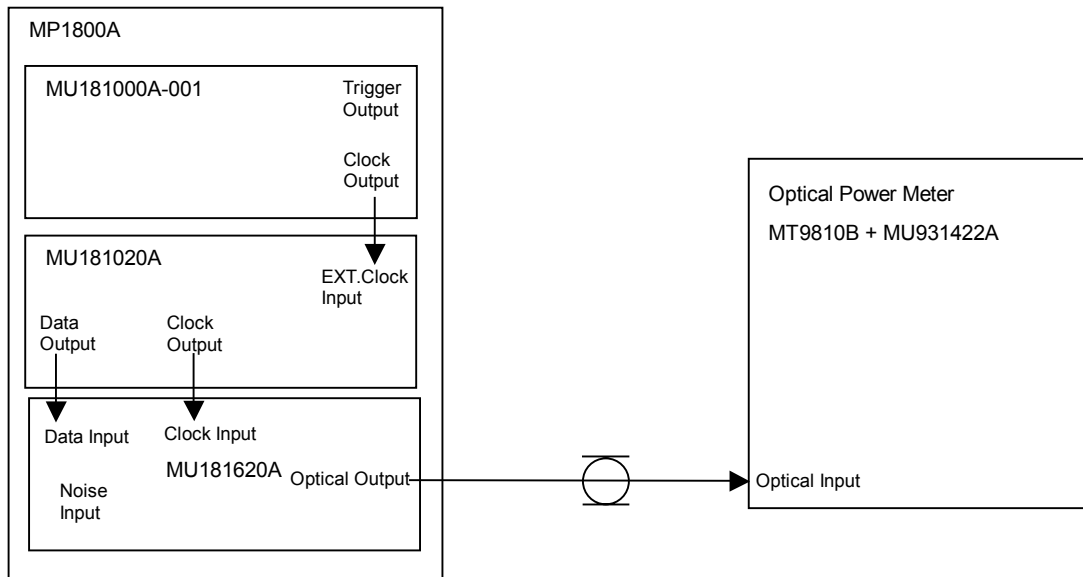 MP1800A
MU181000A-001
Trigger
Output
Clock
Output
MU181020A
EXT.Clock
Input
Data
Output
Clock
Output
Data Input
Clock Input
MU181620A
Optical Output
Noise
Input
Optical Power Meter
MT9810B + MU931422A
Optical Input